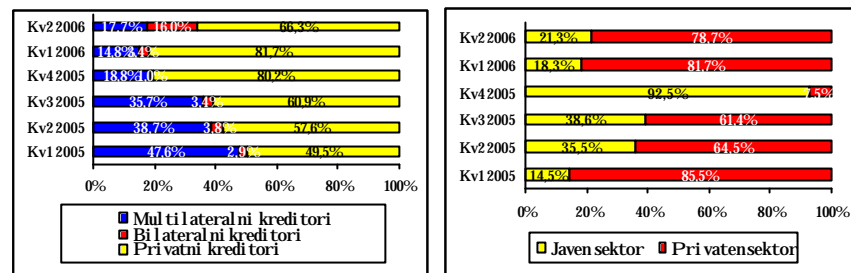 Kv2 2006 17.7% 16.0% 66,3%
Kv1 2006 14.8% 3.4% 81,7%
Kv4 2005 18.8% 1.0% 80,2%
Kv3 2005 35.7% 3.4% 60,9%
Kv2 2005 38.7% 3.8% 57,6%
Kv1 2005 47.6% 2.9% 49,5%
0% 20% 40% 60% 80% 100%
Multilateralni kreditori
Bilateralni kreditori
Privatni kreditori
Kv2 2006 21,3% 78.7%
Kv1 2006 18,3% 81.7%
Kv4 2005 92,5% 7.5%
Kv3 2005 38,6% 61.4%
Kv2 2005 35,5% 64.5%
Kv1 2005 14,5% 85.5%
0% 20% 40% 60% 80% 100%
Javen sektor Privaten sektor